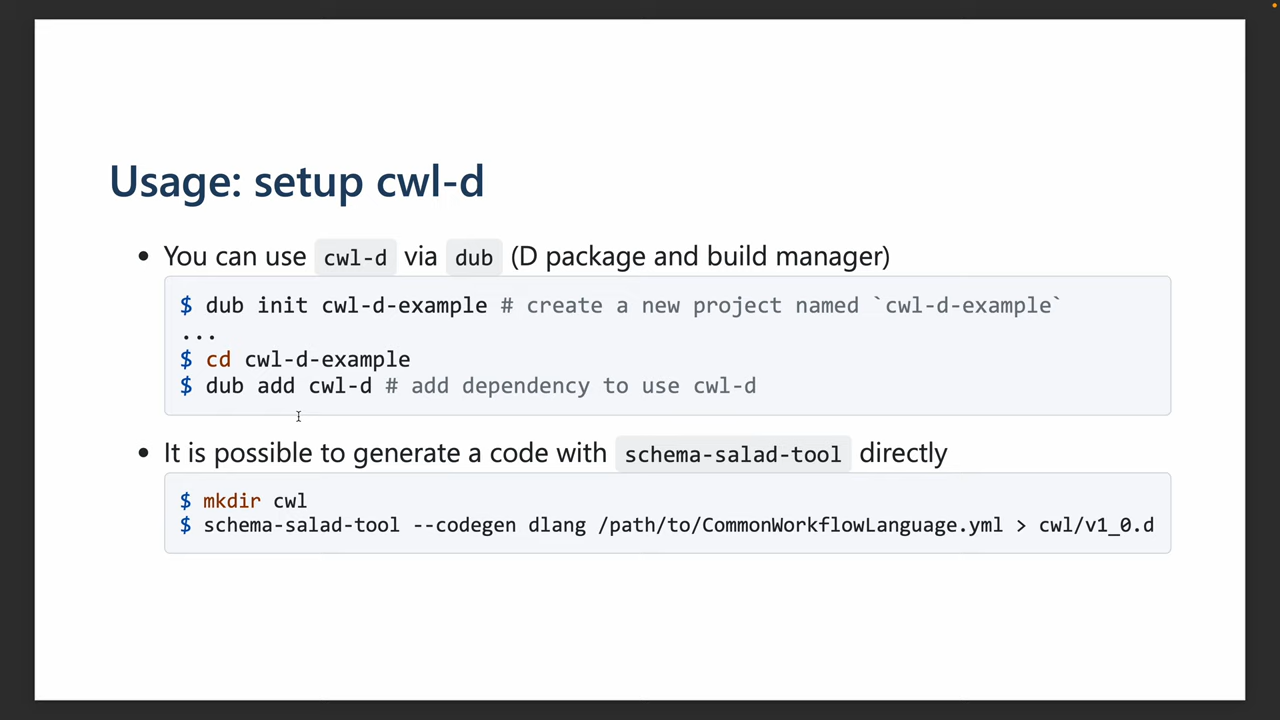 Usage: setup cwl-d
• You can use cwl-d via dub (D package and build manager)
$ dub init cwl-d-example # create a new project named `cwl-d-example`
...
$ cd cwl-d-example
$ dub add cwl-d # add dependency to use cwl-d
• It is possible to generate a code with schema-salad-tool directly
$ mkdir cwl
$ schema-salad-tool --codegen dlang /path/to/CommonWorkflowLanguage.yml > cwl/v1_0.d